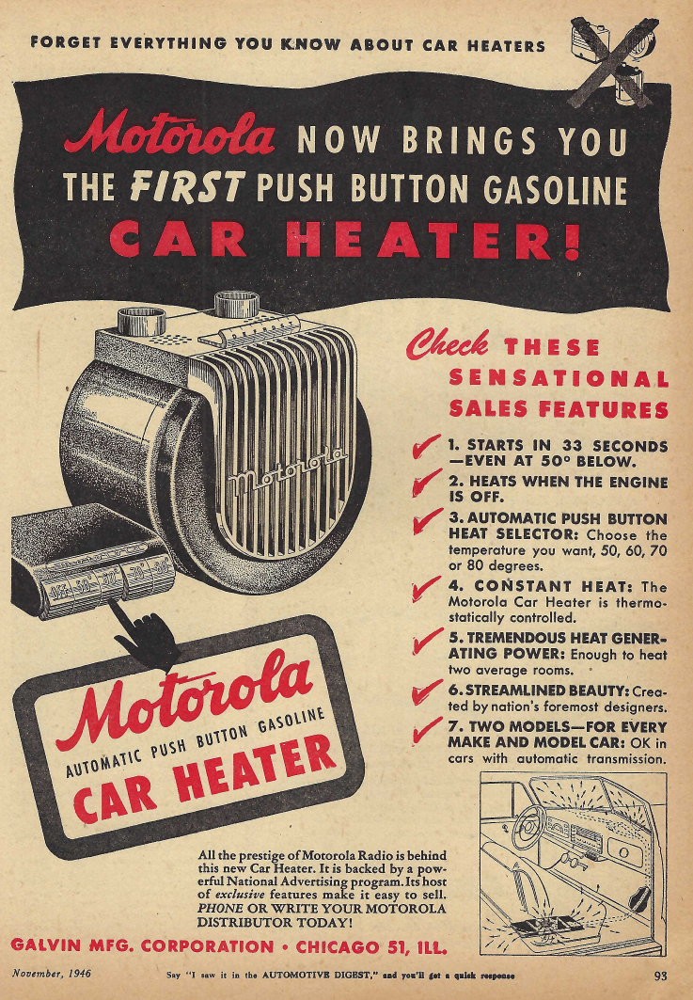 FORGET EVERYTHING YOU KNOW ABOUT CAR HEATERS
Motorola NOW BRINGS YOU
THE FIRST PUSH BUTTON GASOLINE
CAR HEATER!
Check THESE
SENSATIONAL
SALES FEATURES
1. STARTS IN 33 SECONDS
—EVEN AT 50° BELOW.
2. HEATS WHEN THE ENGINE
IS OFF.
3. AUTOMATIC PUSH BUTTON
HEAT SELECTOR: Choose the
temperature you want, 50, 60, 70
or 80 degrees.
4. CONSTANT HEAT: The
Motorola Car Heater is thermo-
statically controlled.
5. TREMENDOUS HEAT GENER-
ATING POWER: Enough to heat
two average rooms.
6. STREAMLINED BEAUTY: Crea-
ted by nation's foremost designers.
7. TWO MODELS—FOR EVERY
MAKE AND MODEL CAR: OK in
cars with automatic transmission.
Motorola
OFF
Motorola
AUTOMATIC PUSH BUTTON GASOLINE
CAR HEATER
All the prestige of Motorola Radio is behind
this new Car Heater. It is backed by a pow-
erful National Advertising program. Its host
of exclusive features make it easy to sell.
PHONE OR WRITE YOUR MOTOROLA
DISTRIBUTOR TODAY!
GALVIN MFG. CORPORATION • CHICAGO 51, ILL.
November, 1946
Say "I saw it in the AUTOMOTIVE DIGEST," and you'll get a quick response
93